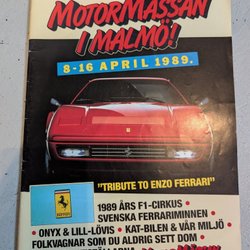 MOTORMÄSSAN
I MALMÖ!
8-16 APRIL 1989.
"TRIBUTE TO ENZO FERRARI"
1989 ÅRS F1-CIRKUS •
SVENSKA FERRARIMINNEN
• ONYX & LILL-LÖVIS • KAT-BILEN & VÅR MILJÖ
FOLKVAGNAR SOM DU ALDRIG SETT DOM •